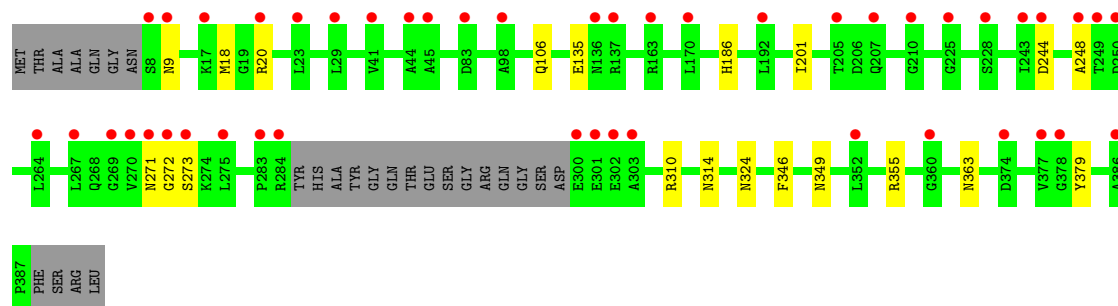 MET THR ALA ALA GLN GLY ASN S8 N9 K17 M18 G19 R20 L23 L29 V41 A44 A45 D83 A98 Q106 E135 N136 R137 R163 L170 H186 L192 I201 T205 D206 Q207 G210 G225 S228 I243 D244 A248 T249 D250
L264 L267 Q268 G269 V270 N271 G272 S273 K274 L275 P283 R284 TYR HIS ALA TYR GLY GLN THR GLU SER GLY ARG GLN GLY SER ASP E300 E301 E302 A303 R310 N314 N324 F346 N349 L352 R355 G360 N363 D374 V377 G378 Y379 A386
P387 PHE SER ARG LEU